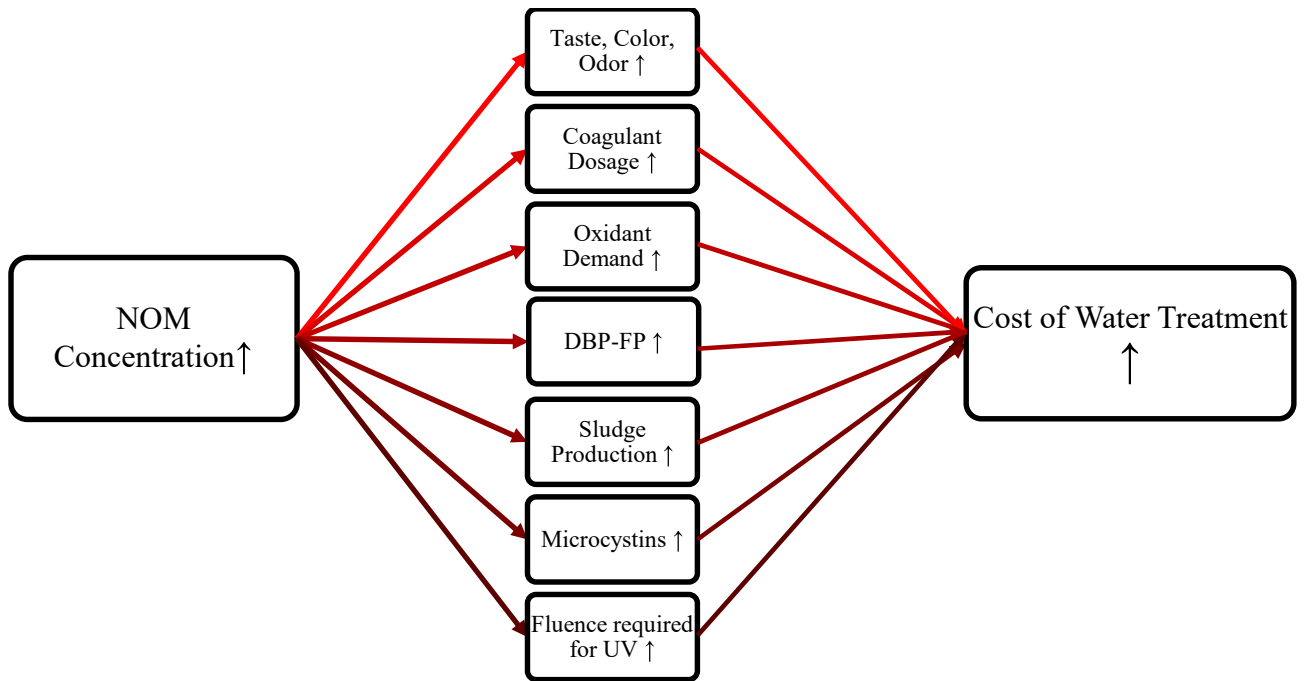 Taste, Color,
Odor ↑
Coagulant
Dosage ↑
Oxidant
Demand ↑
NOM
Concentration↑
DBP-FP ↑
Cost of Water Treatment
↑
Sludge
Production ↑
Microcystins ↑
Fluence required
for UV ↑